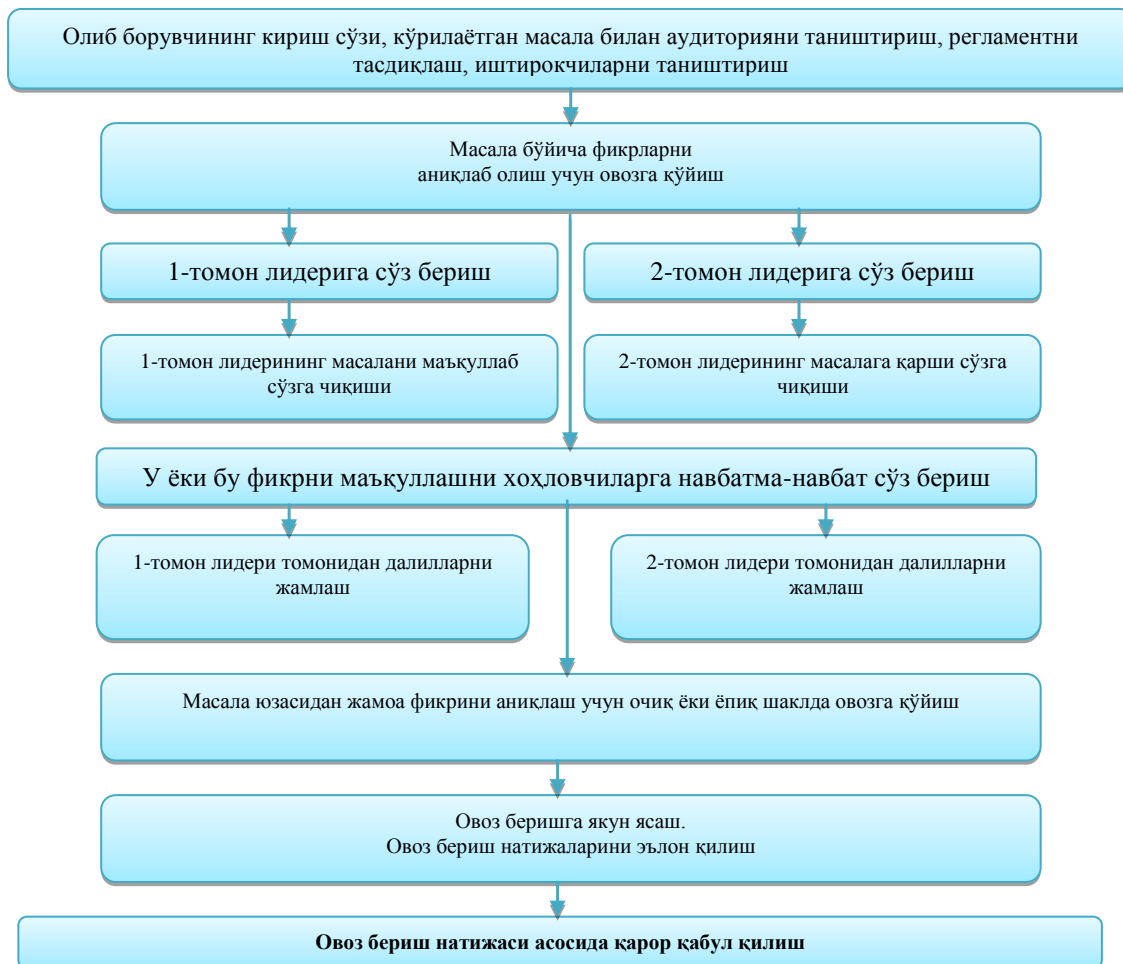 Олиб борувчининг кириш сўзи, кўрилаётган масала билан аудиторияни таништириш, регламентни
тасдиқлаш, иштирокчиларни таништириш
Масала бўйича фикрларни
аниқлаб олиш учун овозга қўйиш
1-томон лидерига сўз бериш
2-томон лидерига сўз бериш
1-томон лидерининг масалани маъқуллаб
сўзга чиқиши
2-томон лидерининг масалага қарши сўзга
чиқиши
У ёки бу фикрни маъқуллашни хоҳловчиларга навбатма-навбат сўз бериш
1-томон лидери томонидан далилларни
жамлаш
2-томон лидери томонидан далилларни
жамлаш
Масала юзасидан жамоа фикрини аниқлаш учун очиқ ёки ёпиқ шаклда овозга қўйиш
Овоз беришга якун ясаш.
Овоз бериш натижаларини эълон қилиш
Овоз бериш натижаси асосида қарор қабул қилиш